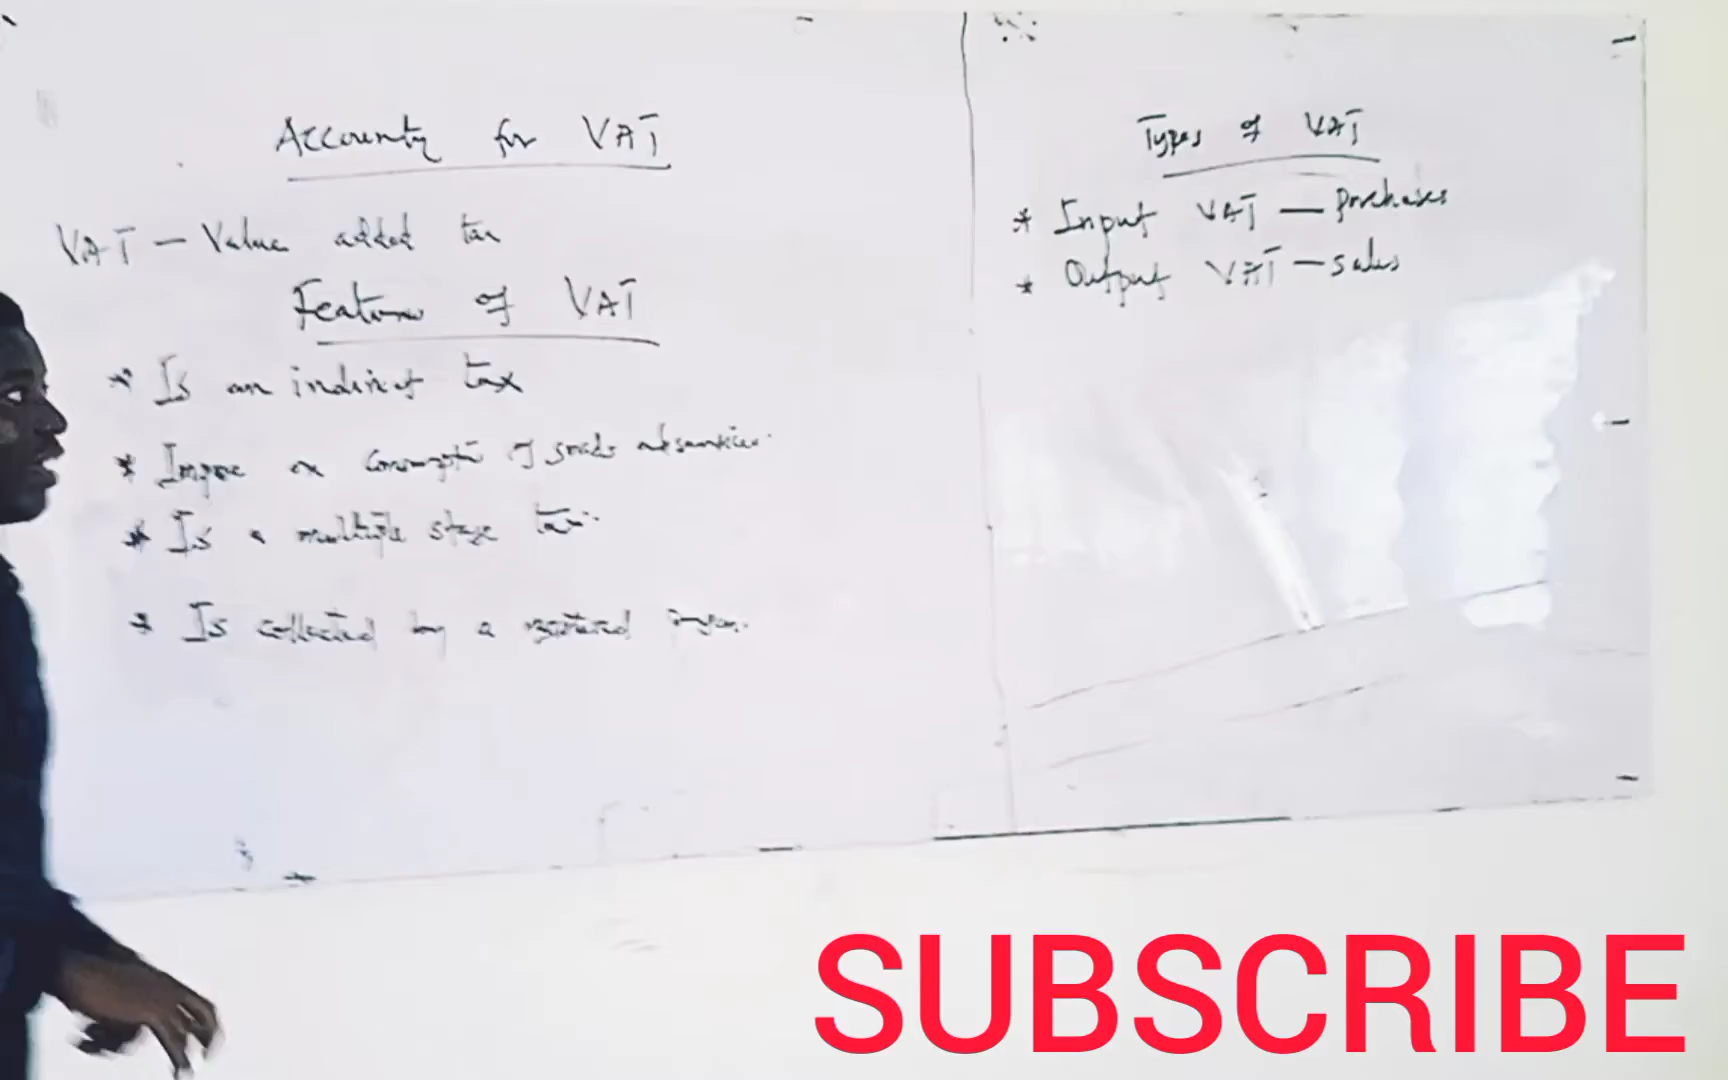 Accounting for VAT
VAT - Value added tax
Features of VAT
* Is an indirect tax
* Impose on consumption of goods and services.
* Is a multiple stage tax.
* Is collected by a registered
Types of VAT
* Input VAT - Purchases
* Output VAT - Sales
SUBSCRIBE